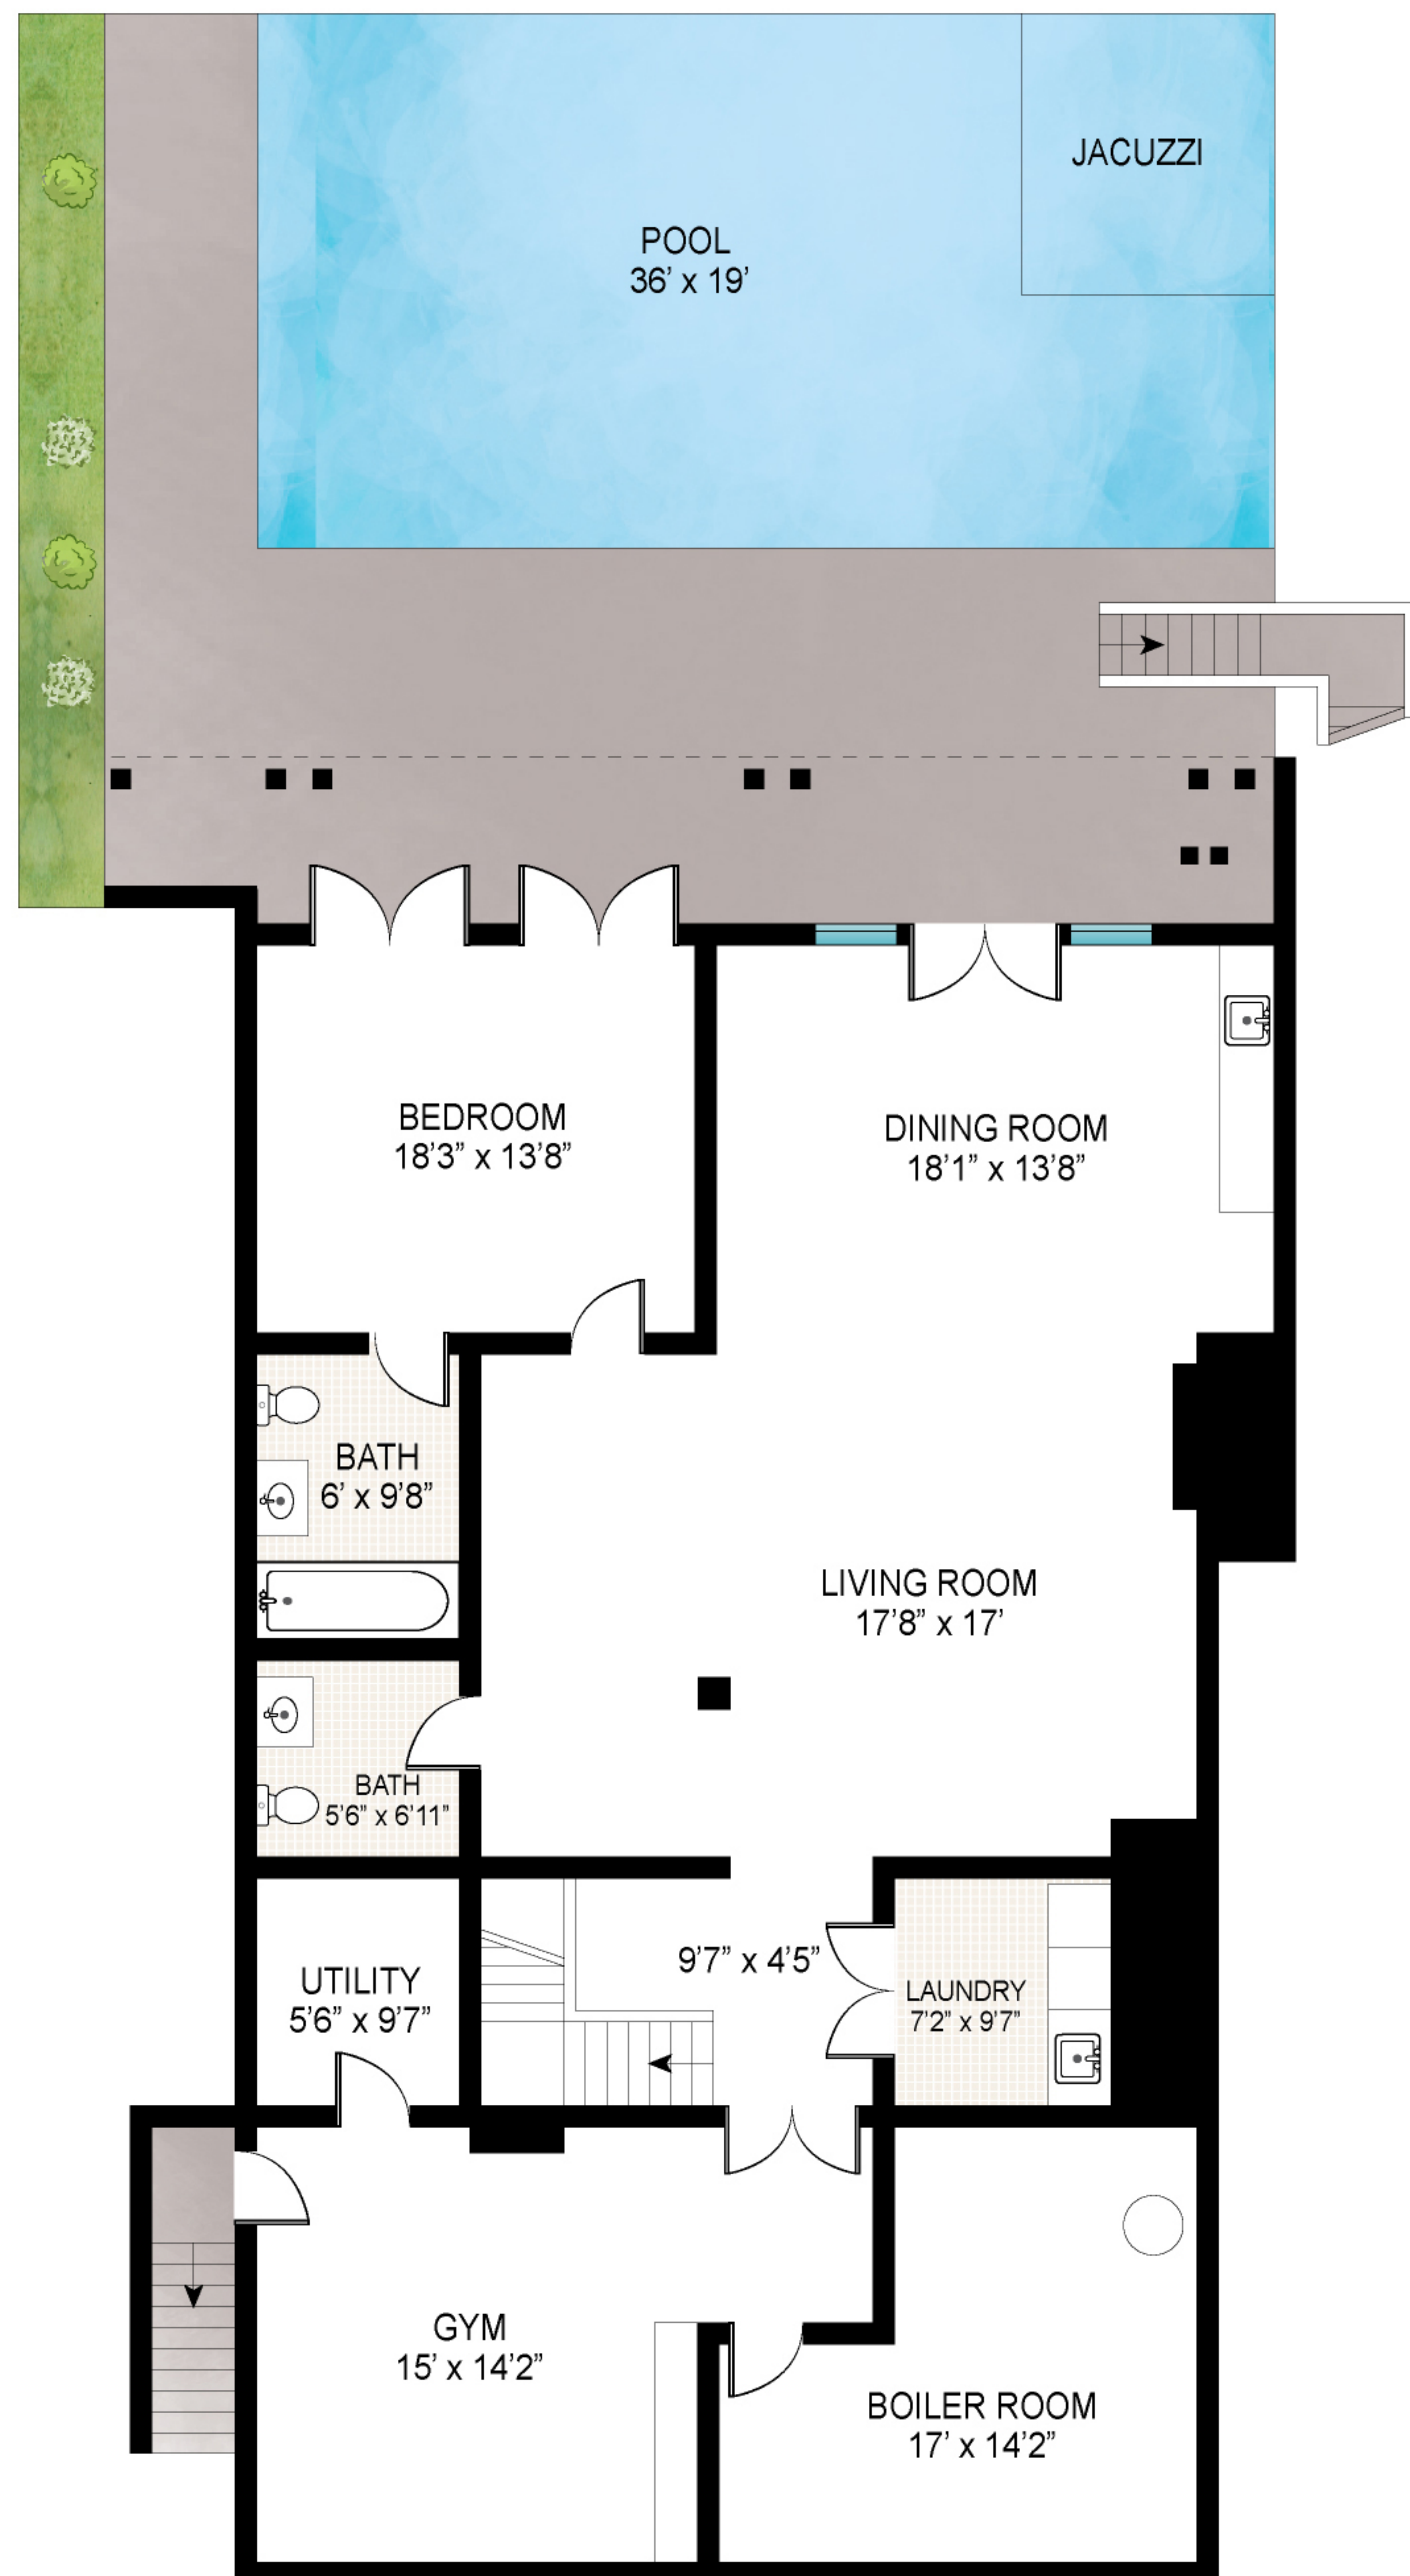 JACUZZI
POOL
36’ x 19’
BEDROOM
18’3” x 13’8”
DINING ROOM
18’1” x 13’8”
BATH
6’ x 9’8”
LIVING ROOM
17’8” x 17’
BATH
5’6” x 6’11”
9’7” x 4’5”
UTILITY
5’6” x 9’7”
LAUNDRY
7’2” x 9’7”
GYM
15’ x 14’2”
BOILER ROOM
17’ x 14’2”